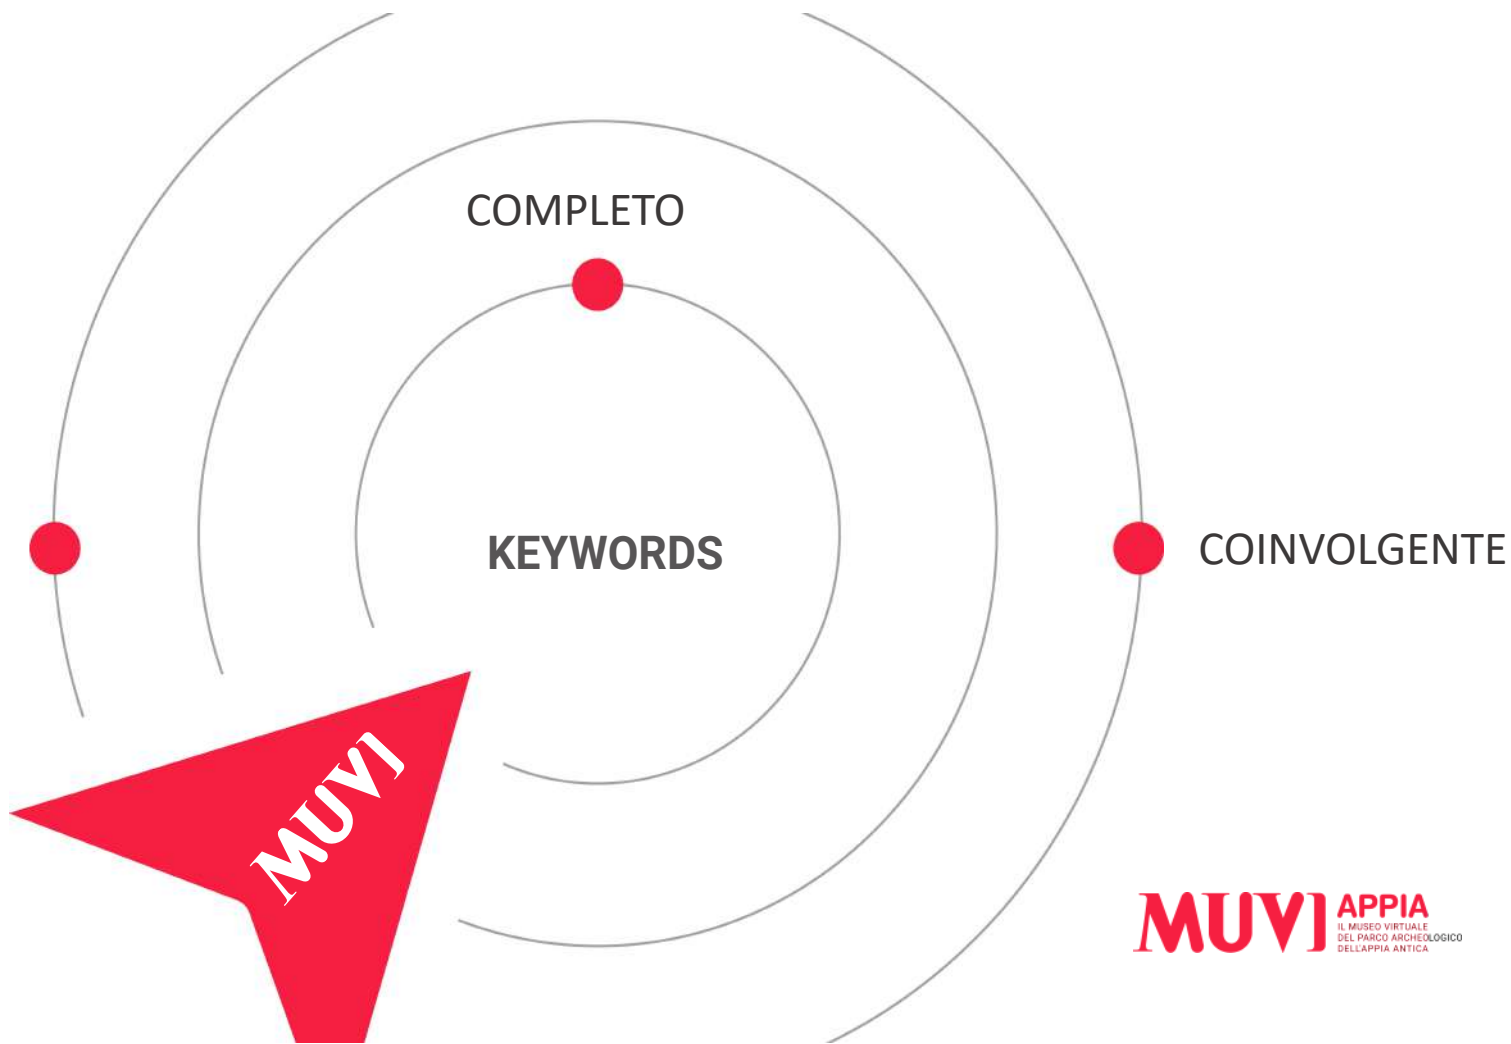 COMPLETO
KEYWORDS
COINVOLGENTE
MUVI
MUVI
APPIA
IL MUSEO VIRTUALE
DEL PARCO ARCHEOLOGICO
DELL'APPIA ANTICA